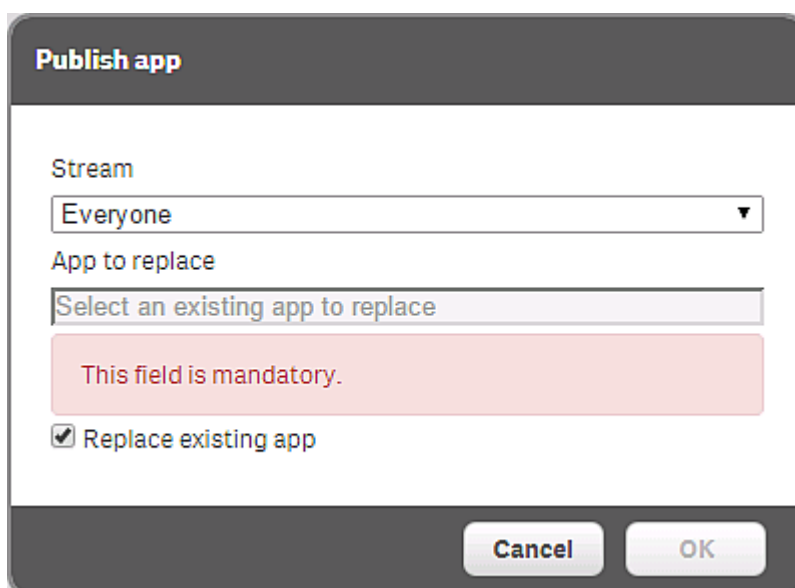 Publish app
Stream
Everyone
App to replace
Select an existing app to replace
This field is mandatory.
Replace existing app
Cancel OK